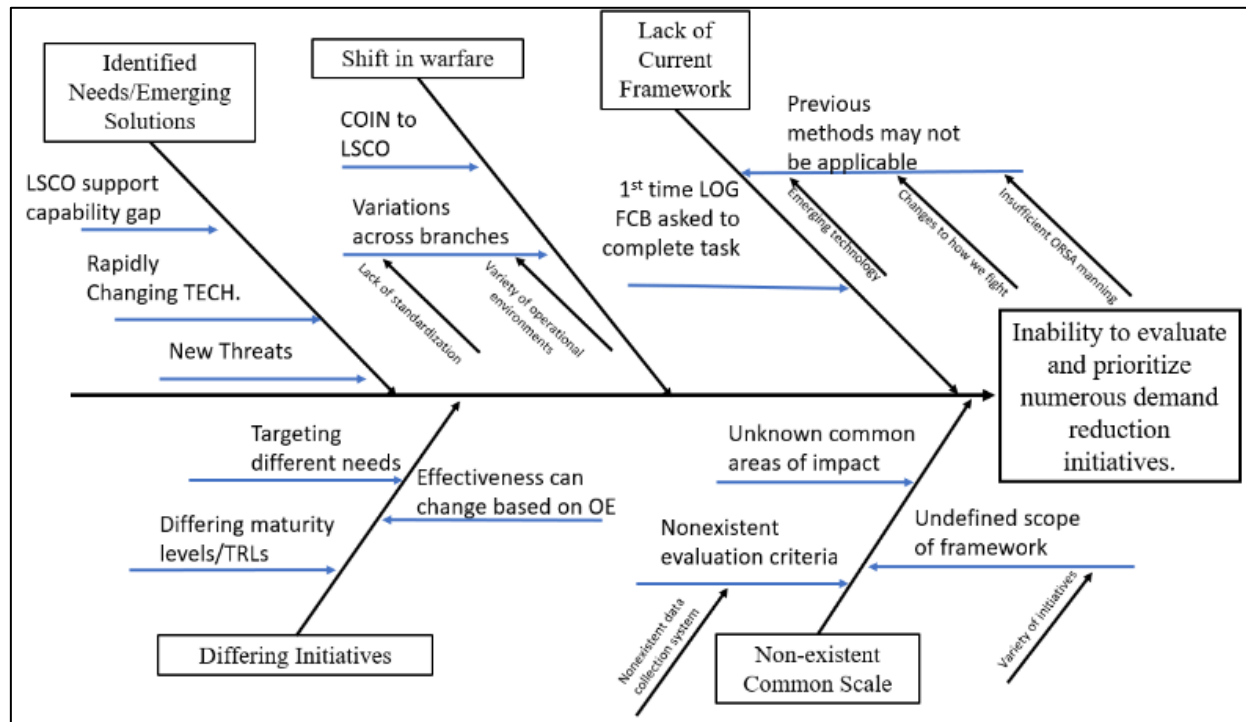 Identified
Needs/Emerging
Solutions
LSCO support
capability gap
Rapidly
Changing TECH.
New Threats
Shift in warfare
COIN to
LSCO
Variations
across branches
Lack of standardization
Variety of operational
environments
Lack of
Current
Framework
Previous
methods may not
be applicable
1st time LOG
FCB asked to
complete task
Emerging technology
Changes to how we fight
Insufficient ORSA manning
Inability to evaluate
and prioritize
numerous demand
reduction
initiatives.
Targeting
different needs
Effectiveness can
change based on OE
Differing maturity
levels/TRLs
Differing Initiatives
Unknown common
areas of impact
Nonexistent
evaluation criteria
Undefined scope
of framework
Nonexistent data
collection system
Variety of initiatives
Non-existent
Common Scale